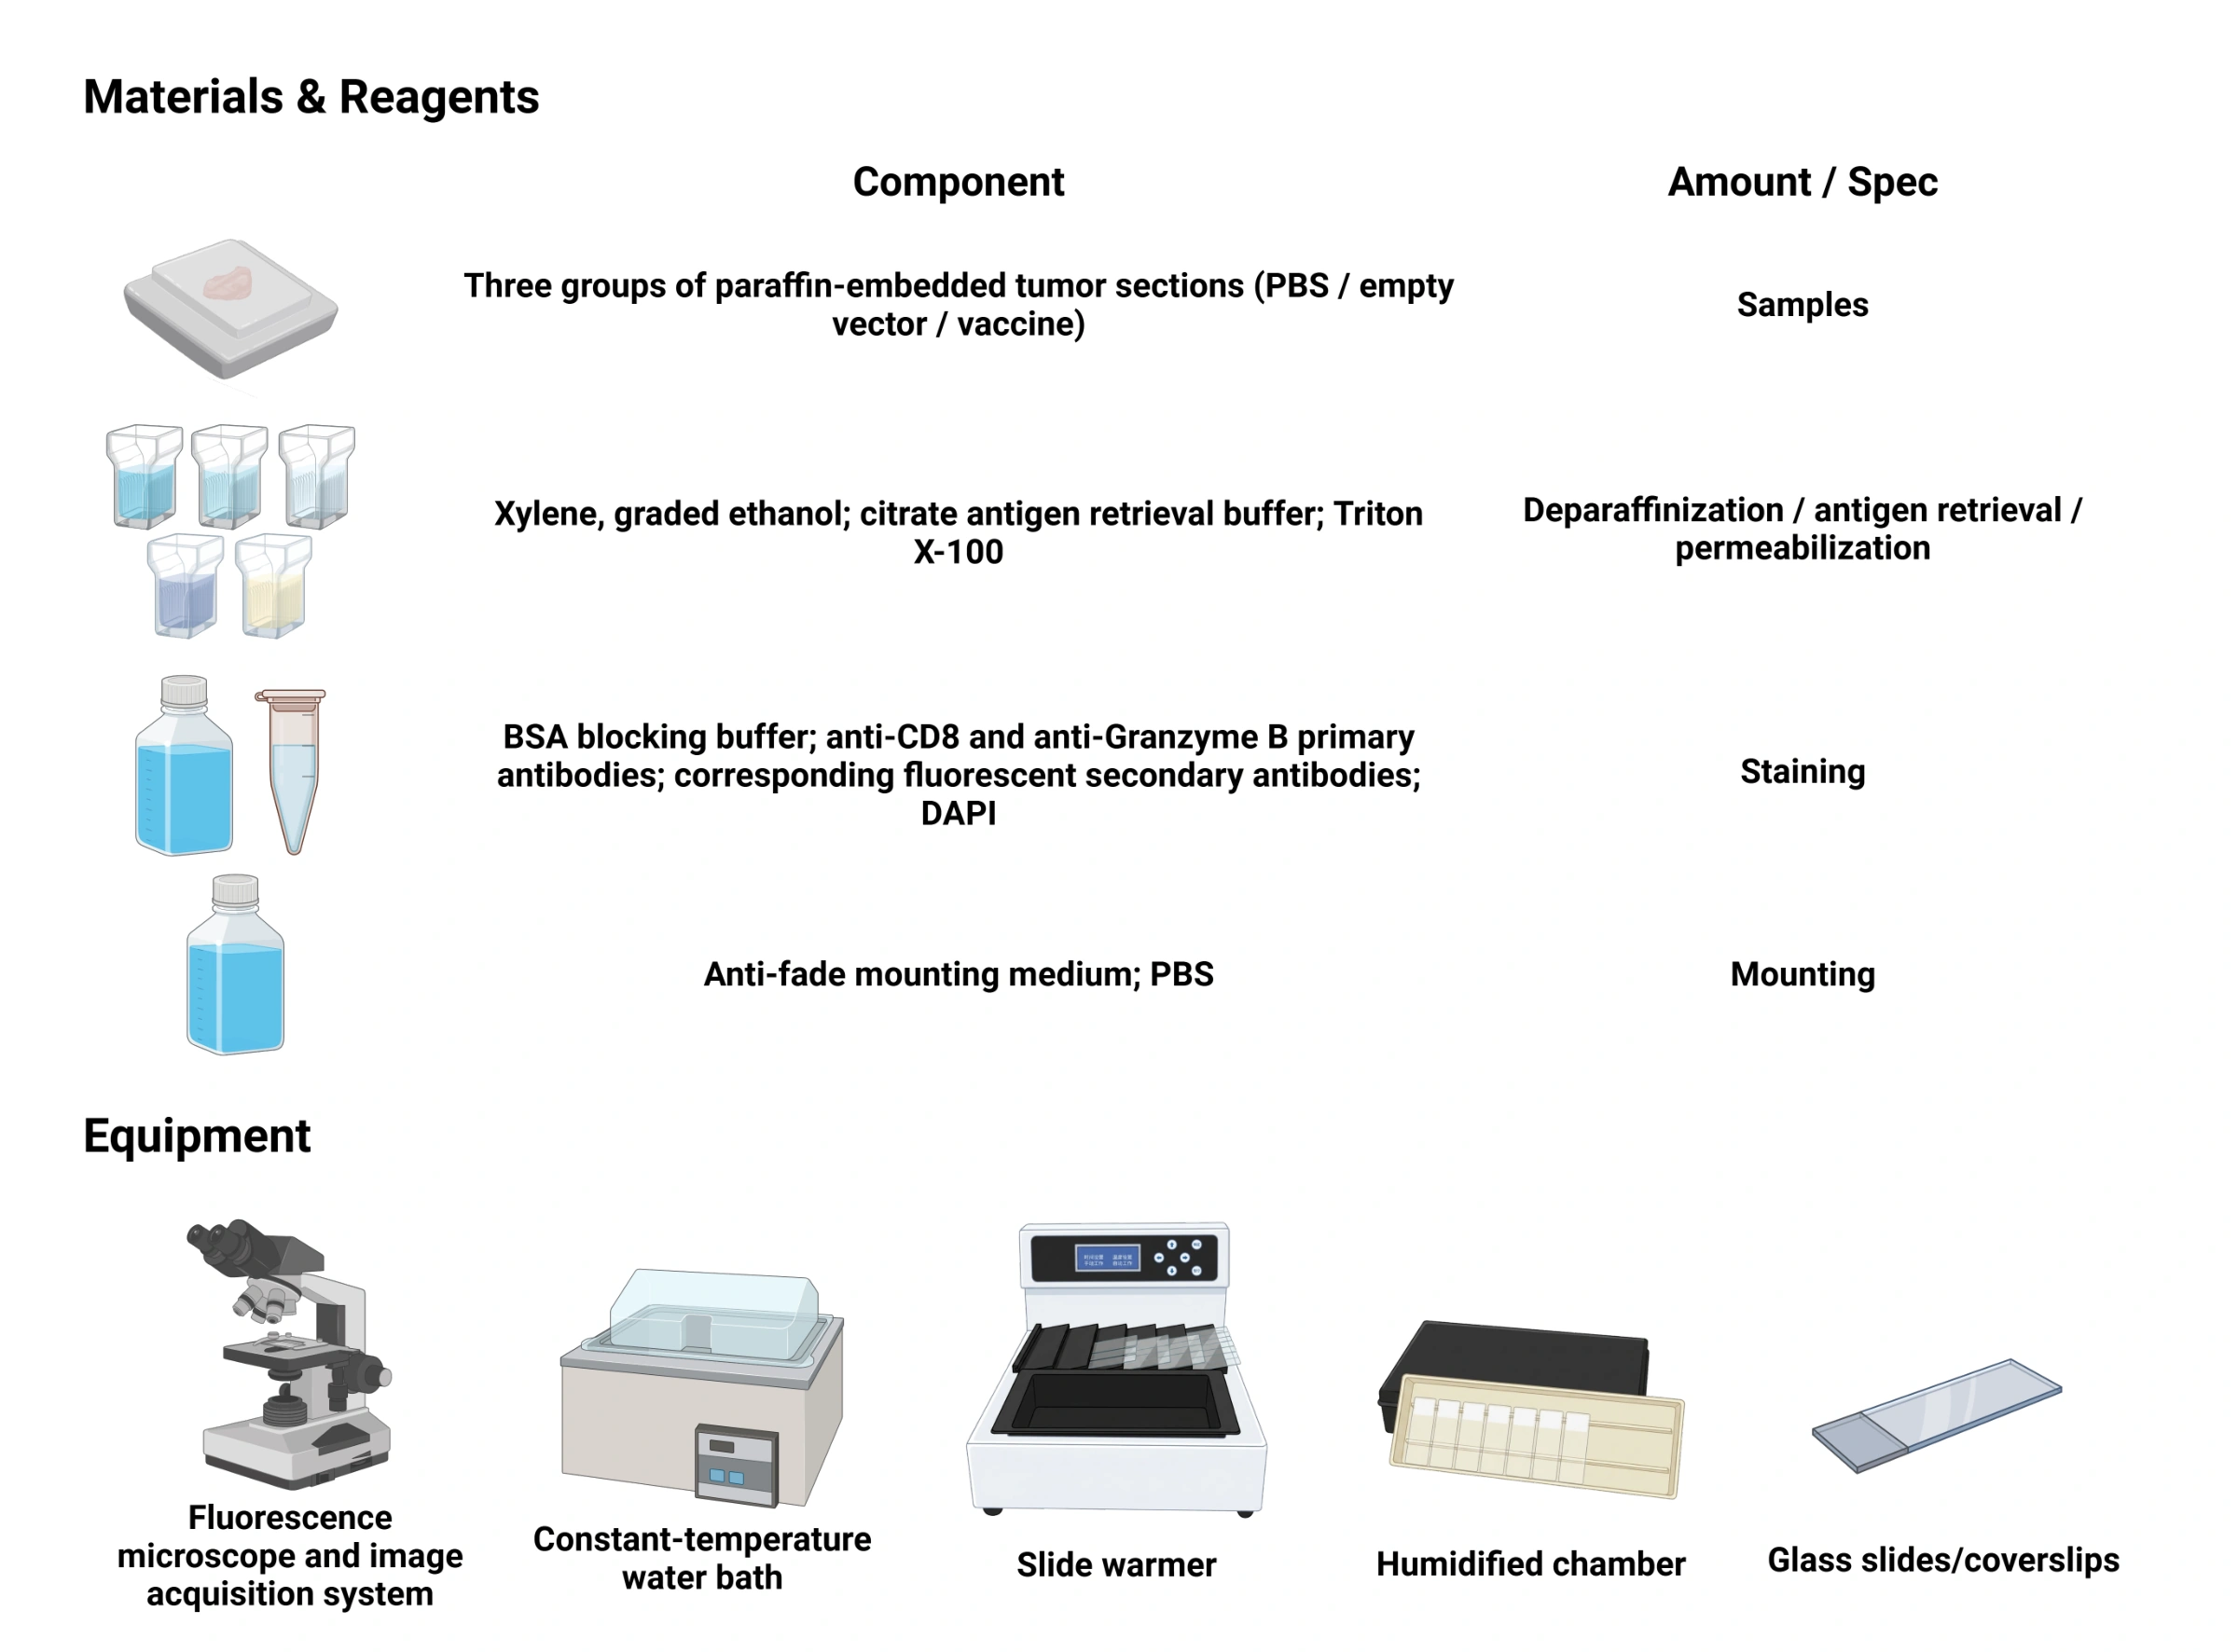 Materials & Reagents
Component
Amount / Spec
Three groups of paraffin-embedded tumor sections (PBS / empty
vector / vaccine)
Samples
Xylene, graded ethanol; citrate antigen retrieval buffer; Triton
X-100
Deparaffinization / antigen retrieval /
permeabilization
BSA blocking buffer; anti-CD8 and anti-Granzyme B primary
antibodies; corresponding fluorescent secondary antibodies;
DAPI
Staining
Anti-fade mounting medium; PBS
Mounting
Equipment
Fluorescence
microscope and image
acquisition system
Constant-temperature
water bath
Slide warmer
Humidified chamber
Glass slides/coverslips